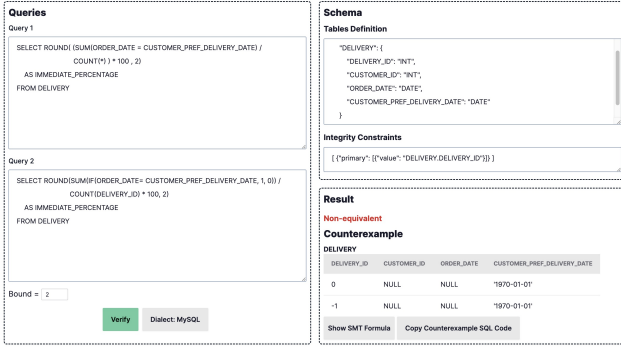 Queries
Query 1
SELECT ROUND( (SUM(ORDER_DATE = CUSTOMER_PREF_DELIVERY_DATE) /
COUNT(*) ) * 100 , 2)
AS IMMEDIATE_PERCENTAGE
FROM DELIVERY
Query 2
SELECT ROUND(SUM(IF(ORDER_DATE= CUSTOMER_PREF_DELIVERY_DATE, 1, 0)) /
COUNT(DELIVERY_ID) * 100, 2)
AS IMMEDIATE_PERCENTAGE
FROM DELIVERY
Bound = 2
Verify Dialect: MySQL
Schema
Tables Definition
"DELIVERY": {
"DELIVERY_ID": "INT",
"CUSTOMER_ID": "INT",
"ORDER_DATE": "DATE",
"CUSTOMER_PREF_DELIVERY_DATE": "DATE"
}
Integrity Constraints
[ {"primary": [{"value": "DELIVERY.DELIVERY_ID"}]} ]
Result
Non-equivalent
Counterexample
DELIVERY
DELIVERY_ID CUSTOMER_ID ORDER_DATE CUSTOMER_PREF_DELIVERY_DATE
0 NULL NULL '1970-01-01'
-1 NULL NULL '1970-01-01'
Show SMT Formula Copy Counterexample SQL Code